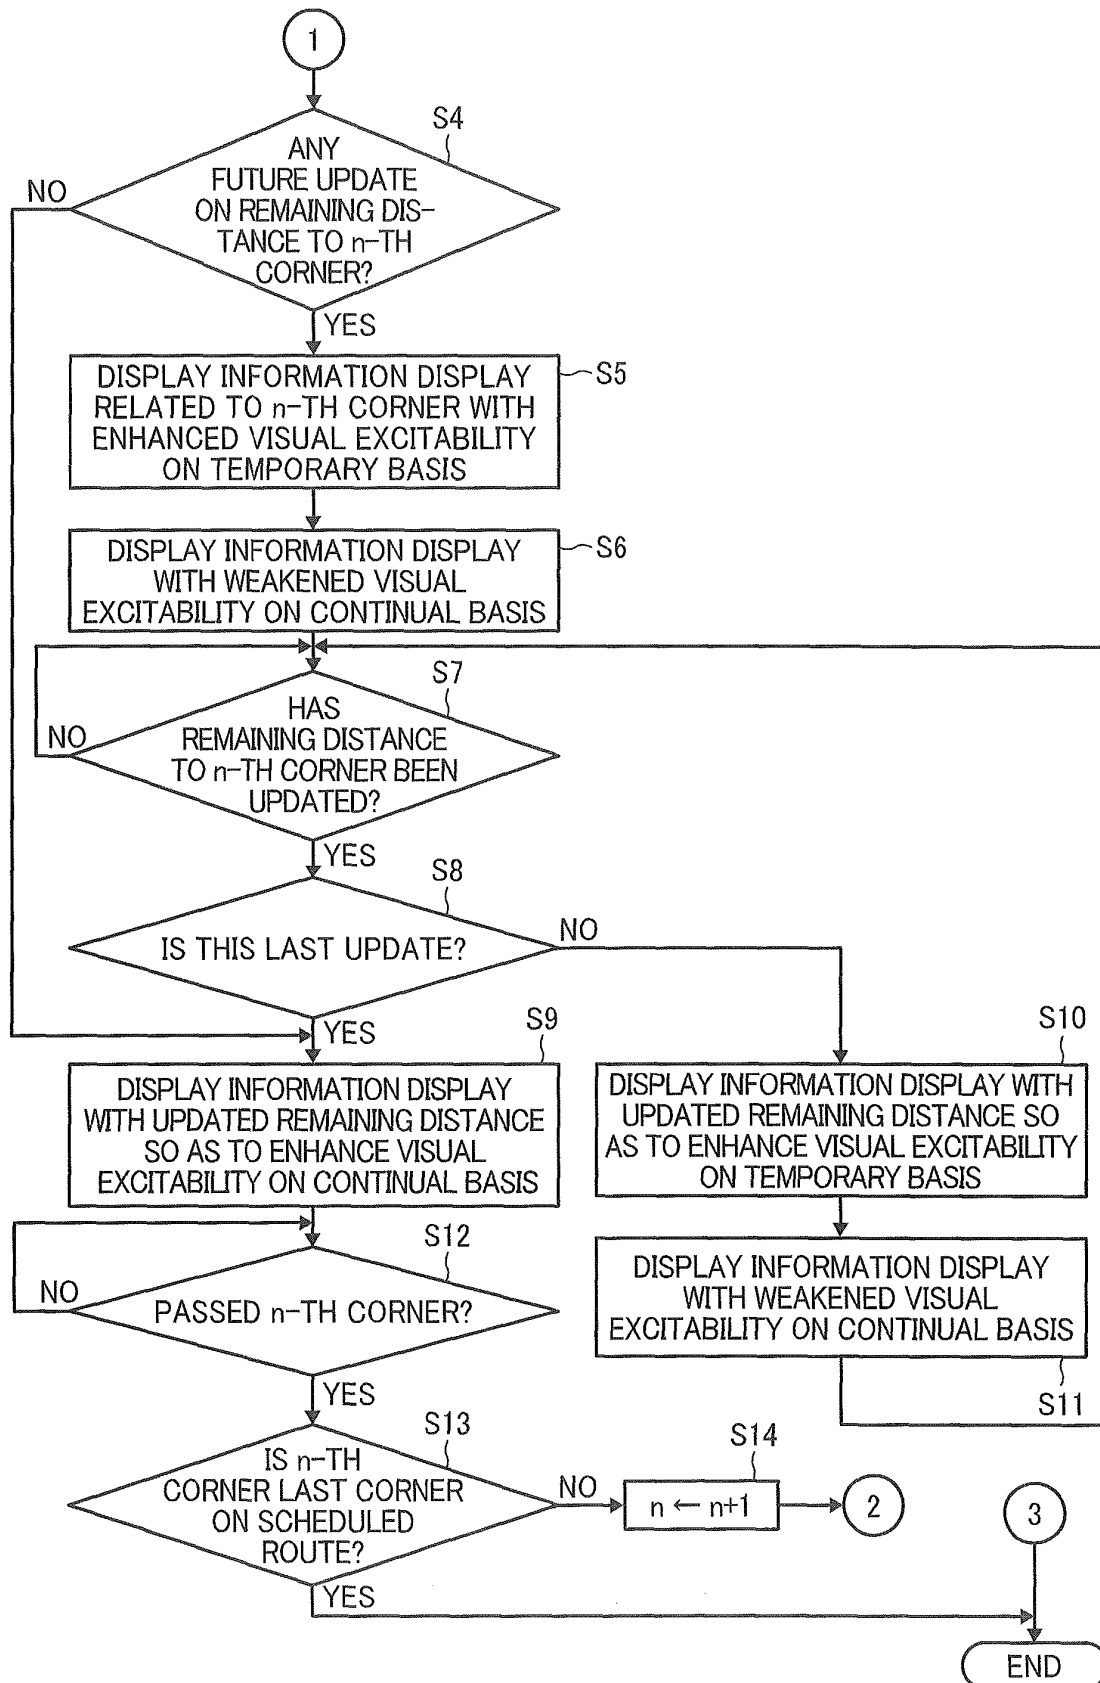 1
S4
ANY
FUTURE UPDATE
ON REMAINING DIS-
TANCE TO n-TH
CORNER?
NO
YES
S5
DISPLAY INFORMATION DISPLAY
RELATED TO n-TH CORNER WITH
ENHANCED VISUAL EXCITABILITY
ON TEMPORARY BASIS
S6
DISPLAY INFORMATION DISPLAY
WITH WEAKENED VISUAL
EXCITABILITY ON CONTINUAL BASIS
S7
HAS
REMAINING DISTANCE
TO n-TH CORNER BEEN
UPDATED?
NO
YES
S8
IS THIS LAST UPDATE?
NO
YES
S9
DISPLAY INFORMATION DISPLAY
WITH UPDATED REMAINING DISTANCE
SO AS TO ENHANCE VISUAL
EXCITABILITY ON CONTINUAL BASIS
S10
DISPLAY INFORMATION DISPLAY WITH
UPDATED REMAINING DISTANCE SO
AS TO ENHANCE VISUAL EXCITABILITY
ON TEMPORARY BASIS
S12
PASSED n-TH CORNER?
NO
YES
DISPLAY INFORMATION DISPLAY
WITH WEAKENED VISUAL
EXCITABILITY ON CONTINUAL BASIS
S11
S13
IS n-TH
CORNER LAST CORNER
ON SCHEDULED
ROUTE?
NO
S14
n ← n+1
2
3
YES
END